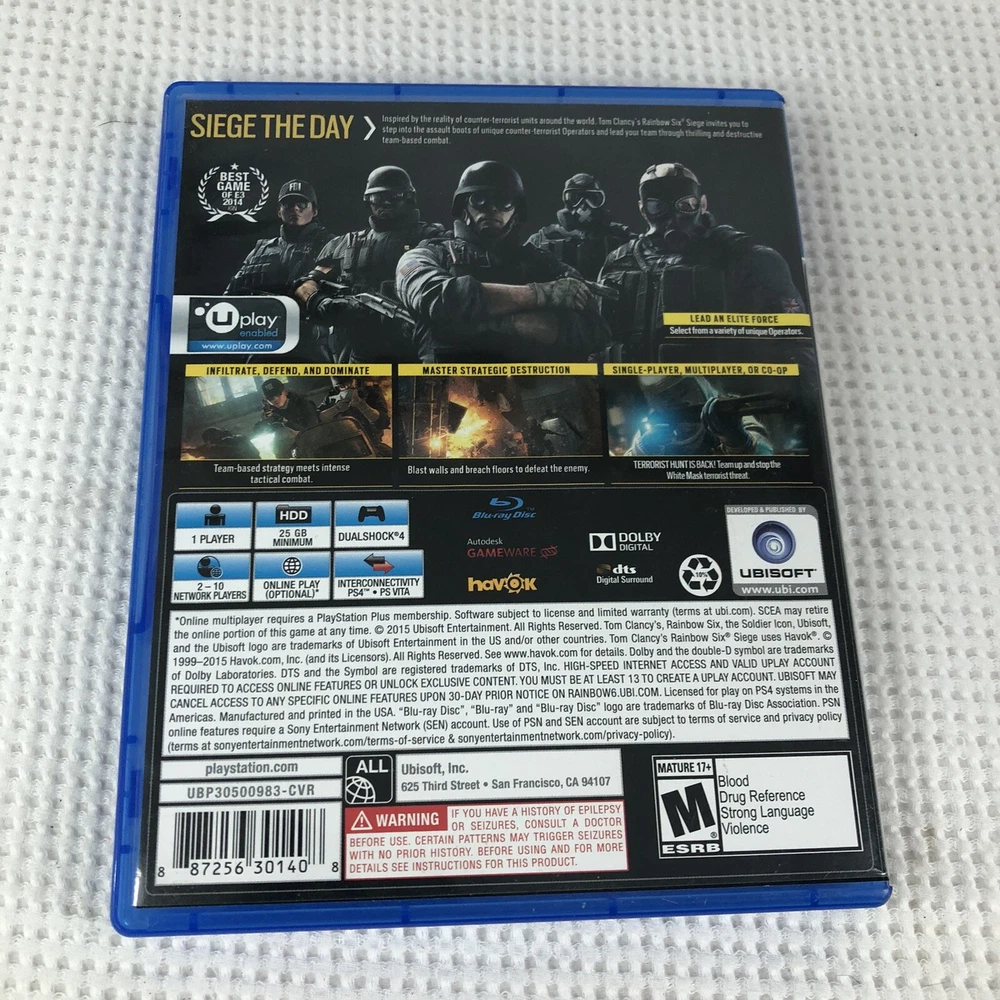 SIEGE THE DAY
Inspired by the reality of counter-terrorist units around the world, Tom Clancy's Rainbow Six® Siege invites you to
step into the assault boots of unique counter-terrorist Operators and lead your team through thrilling and destructive
team-based combat.
BEST
GAME
OF E3
2014
IGN
FBI
uplay
enabled
www.uplay.com
LEAD AN ELITE FORCE
Select from a variety of unique Operators.
INFILTRATE, DEFEND, AND DOMINATE
Team-based strategy meets intense
tactical combat.
MASTER STRATEGIC DESTRUCTION
Blast walls and breach floors to defeat the enemy.
SINGLE-PLAYER, MULTIPLAYER, OR CO-OP
TERRORIST HUNT IS BACK! Team up and stop the
White Mask terrorist threat.
1 PLAYER
HDD
25 GB
MINIMUM
DUALSHOCK®4
2 – 10
NETWORK PLAYERS
ONLINE PLAY
(OPTIONAL)*
INTERCONNECTIVITY
PS4™ • PS VITA
Blu-ray Disc™
Autodesk
GAMEWARE
havok
DOLBY
DIGITAL
dts
Digital Surround
DEVELOPED & PUBLISHED BY
UBISOFT®
www.ubi.com
*Online multiplayer requires a PlayStation Plus membership. Software subject to license and limited warranty (terms at ubi.com). SCEA may retire
the online portion of this game at any time. © 2015 Ubisoft Entertainment. All Rights Reserved. Tom Clancy's, Rainbow Six, the Soldier Icon, Ubisoft,
and the Ubisoft logo are trademarks of Ubisoft Entertainment in the US and/or other countries. Tom Clancy's Rainbow Six® Siege uses Havok®. ©
1999–2015 Havok.com, Inc. (and its Licensors). All Rights Reserved. See www.havok.com for details. Dolby and the double-D symbol are trademarks
of Dolby Laboratories. DTS and the Symbol are registered trademarks of DTS, Inc. HIGH-SPEED INTERNET ACCESS AND VALID UPLAY ACCOUNT
REQUIRED TO ACCESS ONLINE FEATURES OR UNLOCK EXCLUSIVE CONTENT. YOU MUST BE AT LEAST 13 TO CREATE A UPLAY ACCOUNT. UBISOFT MAY
CANCEL ACCESS TO ANY SPECIFIC ONLINE FEATURES UPON 30-DAY PRIOR NOTICE ON RAINBOW6.UBI.COM. Licensed for play on PS4 systems in the
Americas. Manufactured and printed in the USA. "Blu-ray Disc", "Blu-ray" and "Blu-ray Disc" logo are trademarks of Blu-ray Disc Association. PSN
online features require a Sony Entertainment Network (SEN) account. Use of PSN and SEN account are subject to terms of service and privacy policy
(terms at sonyentertainmentnetwork.com/terms-of-service & sonyentertainmentnetwork.com/privacy-policy).
playstation.com
UBP30500983-CVR
8 87256 30140 8
ALL
Ubisoft, Inc.
625 Third Street • San Francisco, CA 94107
WARNING
IF YOU HAVE A HISTORY OF EPILEPSY
OR SEIZURES, CONSULT A DOCTOR
BEFORE USE. CERTAIN PATTERNS MAY TRIGGER SEIZURES
WITH NO PRIOR HISTORY. BEFORE USING AND FOR MORE
DETAILS SEE INSTRUCTIONS FOR THIS PRODUCT.
MATURE 17+
M
®
ESRB
Blood
Drug Reference
Strong Language
Violence